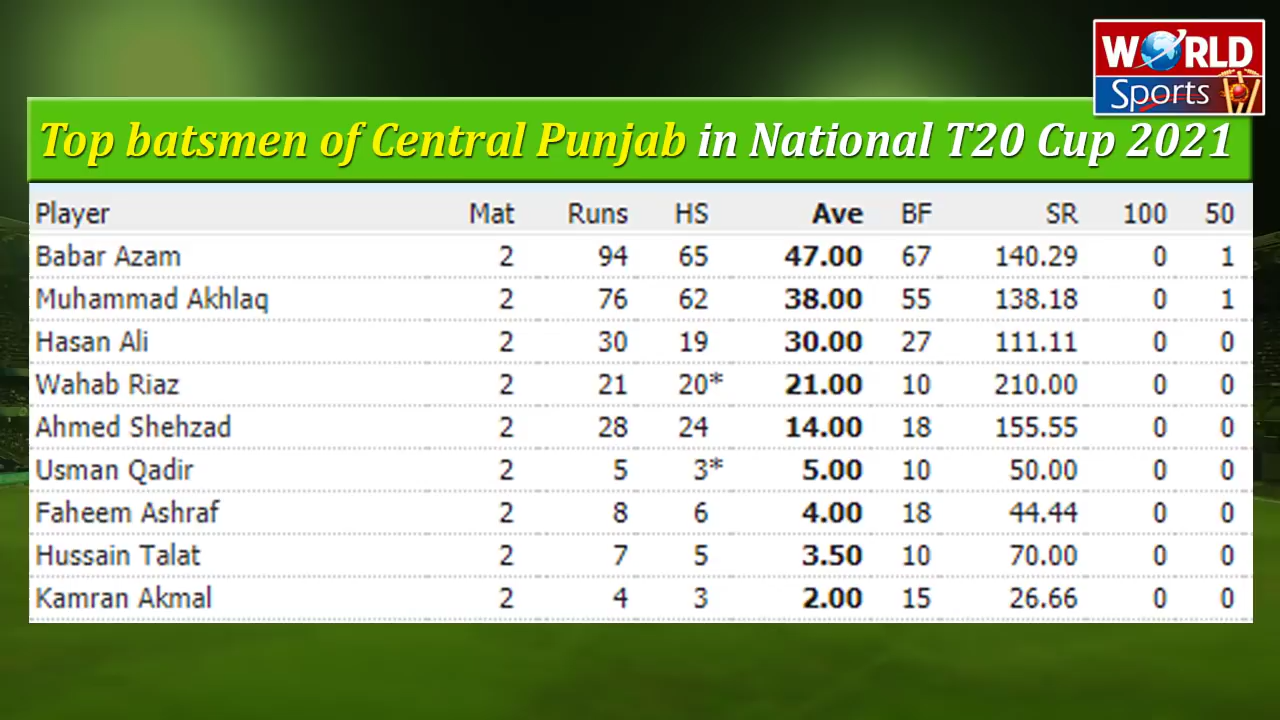 WORLD
Sports
Top batsmen of Central Punjab in National T20 Cup 2021
Player Mat Runs HS Ave BF SR 100 50
Babar Azam 2 94 65 47.00 67 140.29 0 1
Muhammad Akhlaq 2 76 62 38.00 55 138.18 0 1
Hasan Ali 2 30 19 30.00 27 111.11 0 0
Wahab Riaz 2 21 20* 21.00 10 210.00 0 0
Ahmed Shehzad 2 28 24 14.00 18 155.55 0 0
Usman Qadir 2 5 3* 5.00 10 50.00 0 0
Faheem Ashraf 2 8 6 4.00 18 44.44 0 0
Hussain Talat 2 7 5 3.50 10 70.00 0 0
Kamran Akmal 2 4 3 2.00 15 26.66 0 0